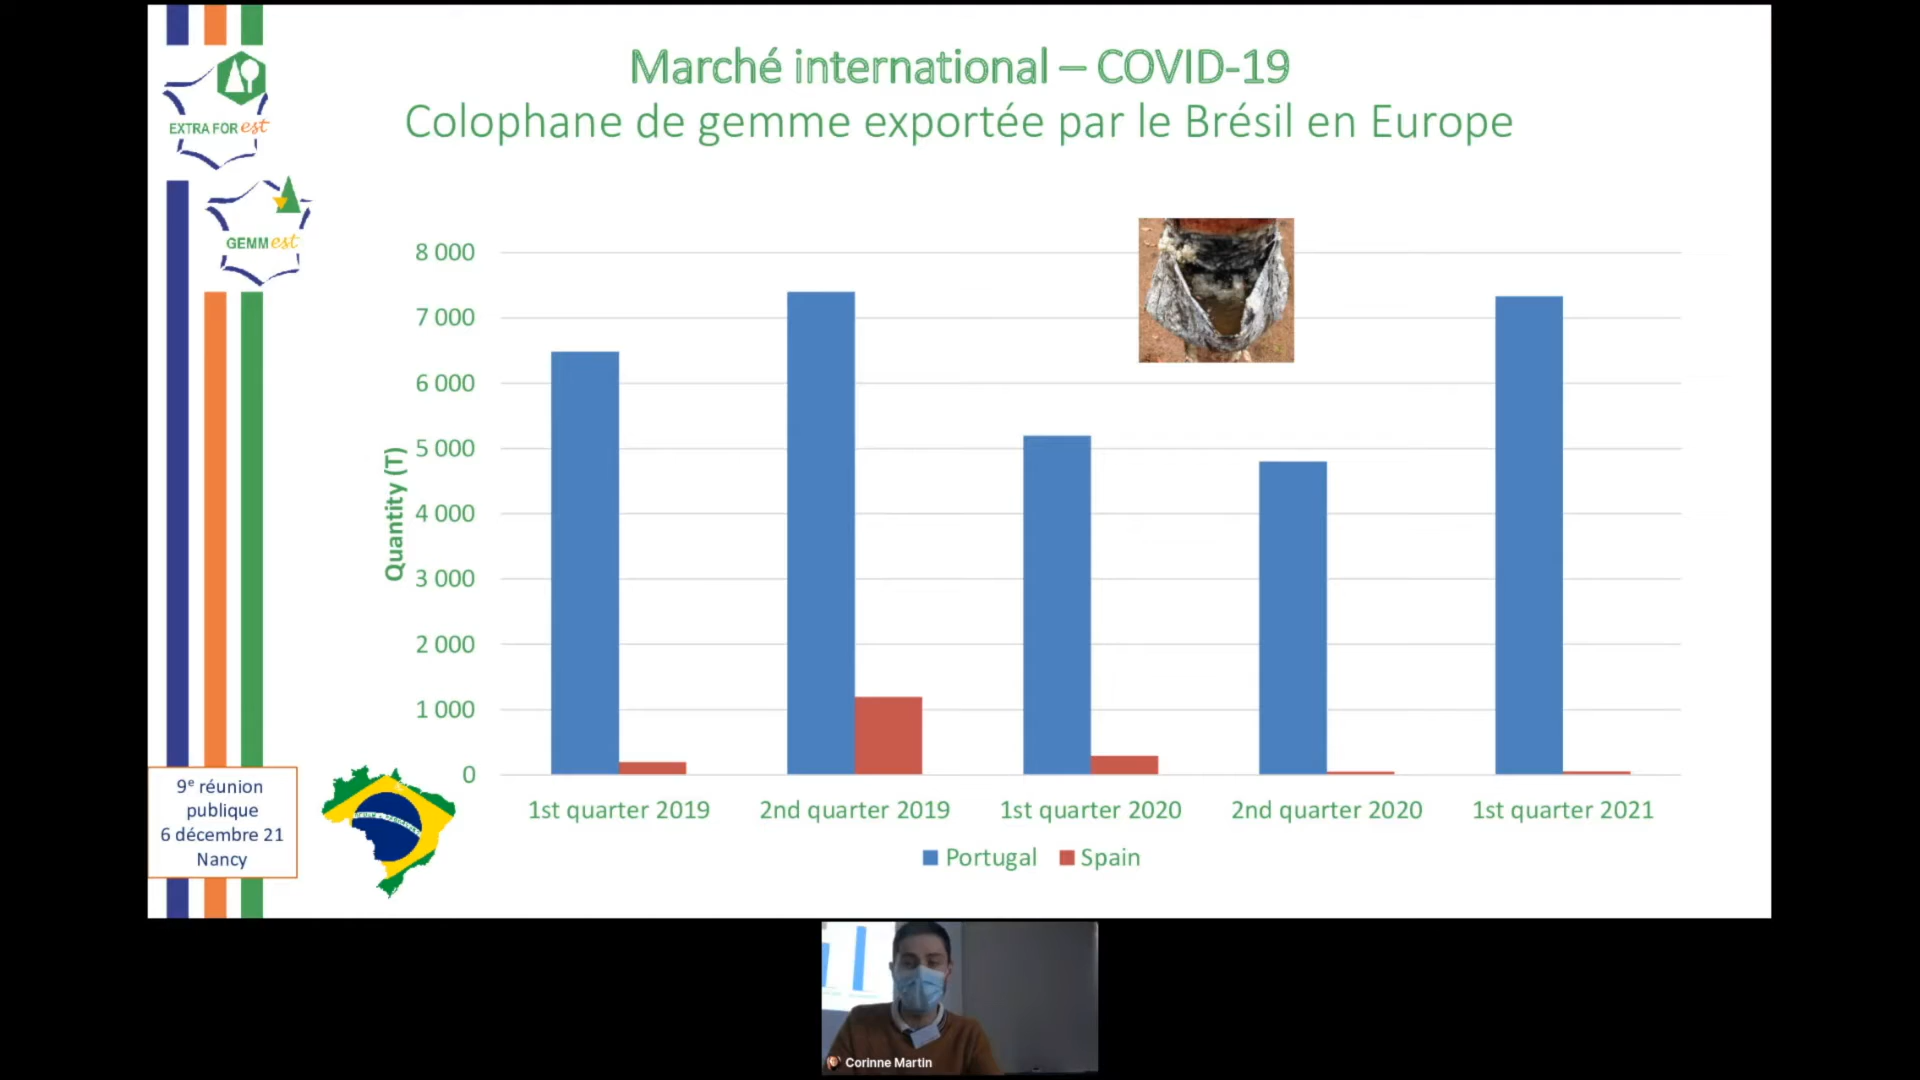 Marché international – COVID-19
Colophane de gemme exportée par le Brésil en Europe
EXTRA FOR est
GEMM est
8 000
7 000
6 000
5 000
4 000
3 000
2 000
1 000
0
Quantity (T)
1st quarter 2019
2nd quarter 2019
1st quarter 2020
2nd quarter 2020
1st quarter 2021
Portugal
Spain
9e réunion
publique
6 décembre 21
Nancy
Corinne Martin